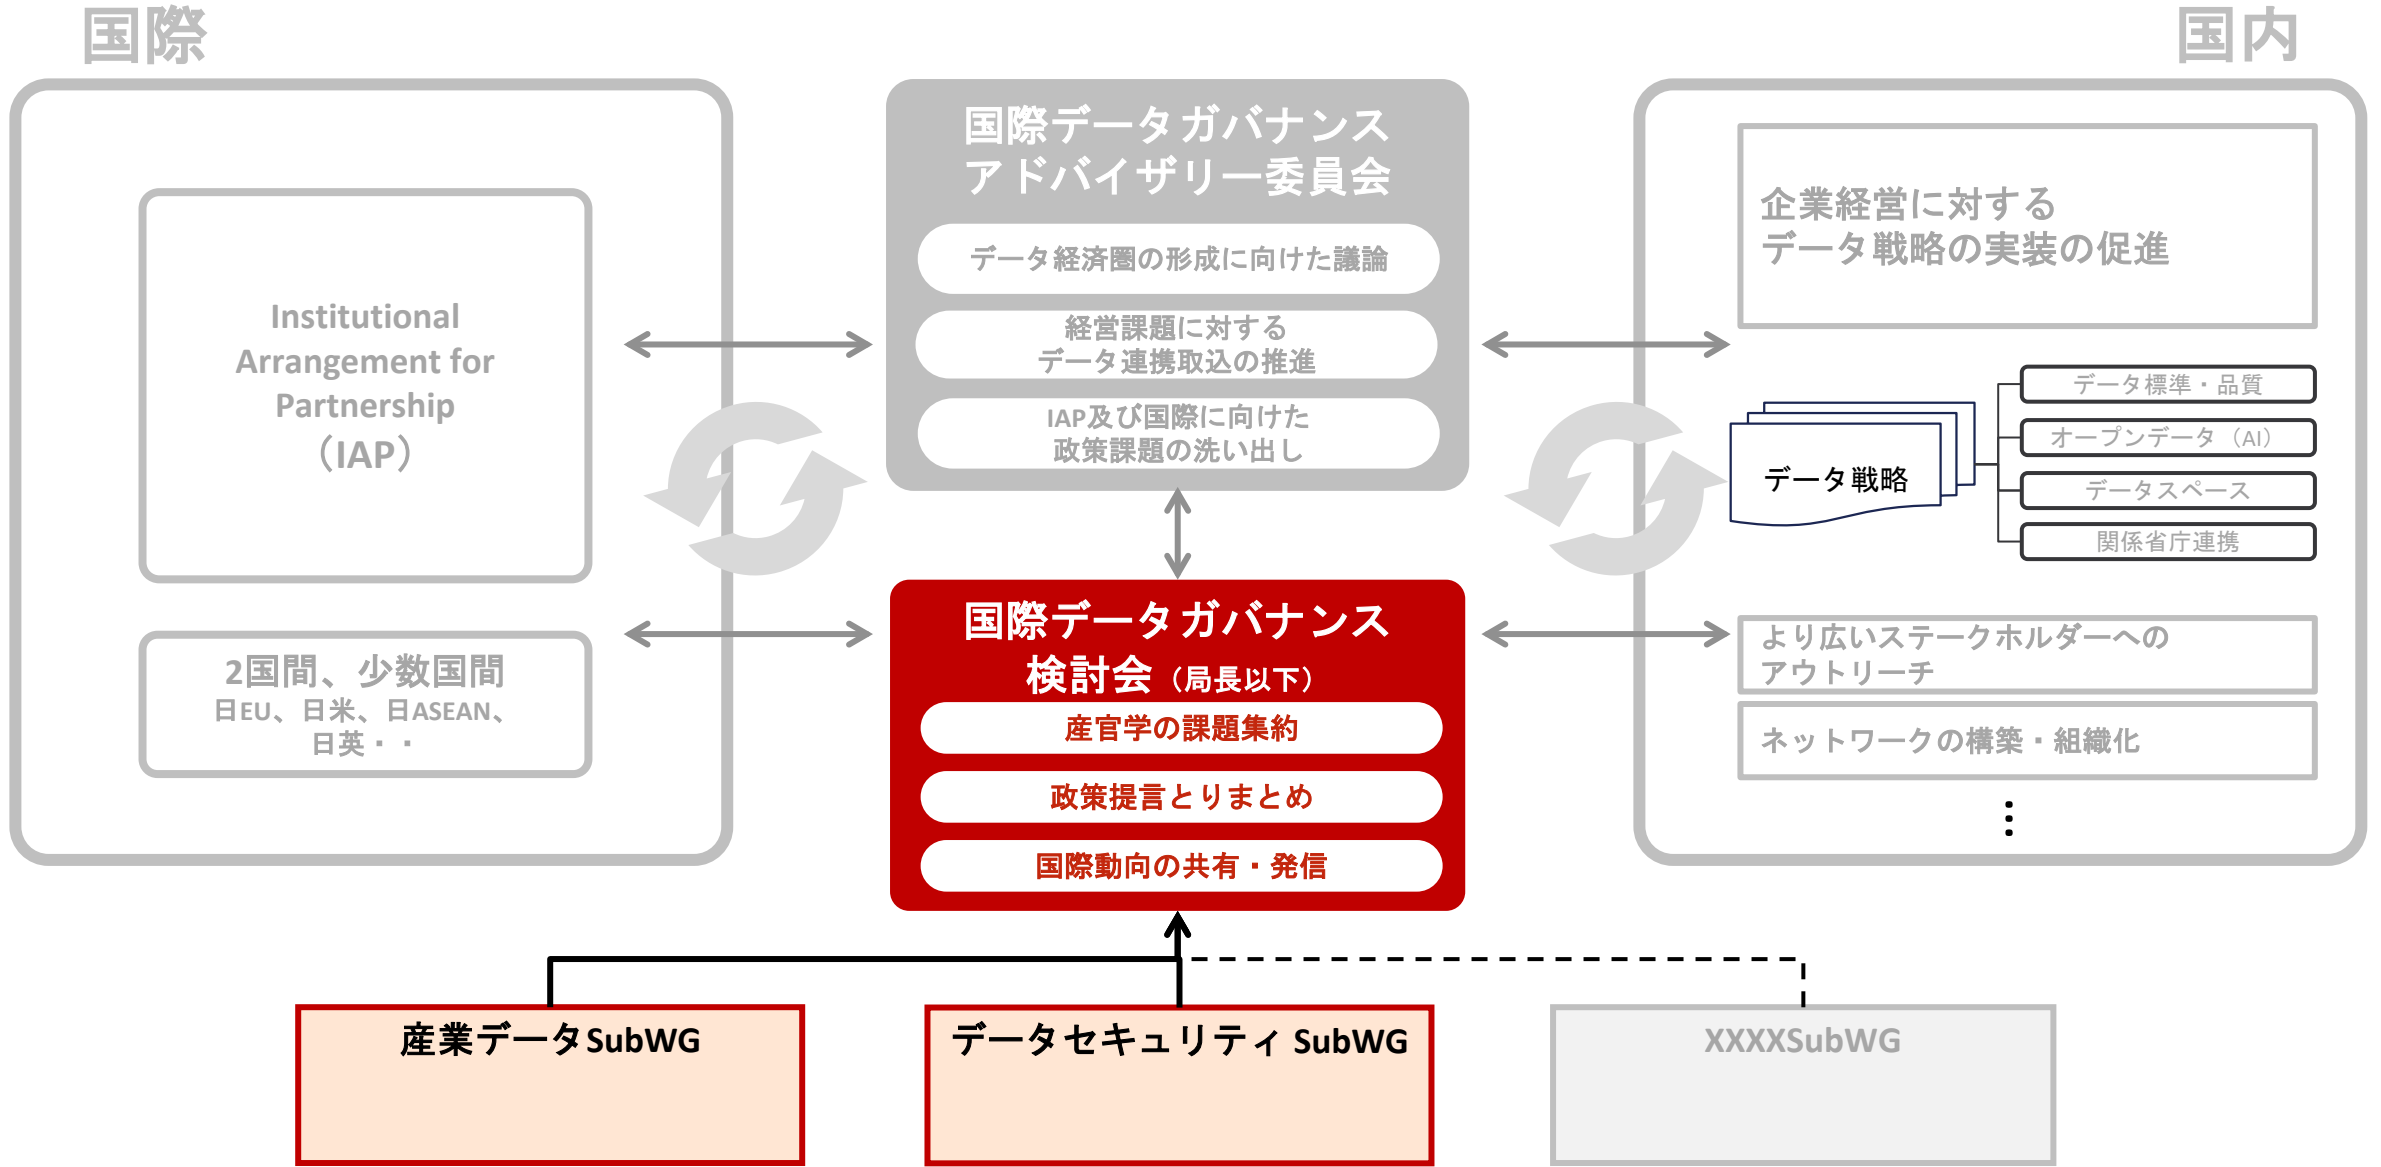 国際
国内
Institutional
Arrangement for
Partnership
（IAP）
2国間、少数国間
日EU、日米、日ASEAN、
日英・・
国際データガバナンス
アドバイザリー委員会
データ経済圏の形成に向けた議論
経営課題に対する
データ連携取込の推進
IAP及び国際に向けた
政策課題の洗い出し
国際データガバナンス
検討会（局長以下）
産官学の課題集約
政策提言とりまとめ
国際動向の共有・発信
企業経営に対する
データ戦略の実装の促進
データ戦略
データ標準・品質
オープンデータ（AI）
データスペース
関係省庁連携
より広いステークホルダーへの
アウトリーチ
ネットワークの構築・組織化
…
産業データSubWG
データセキュリティ SubWG
XXXXSubWG